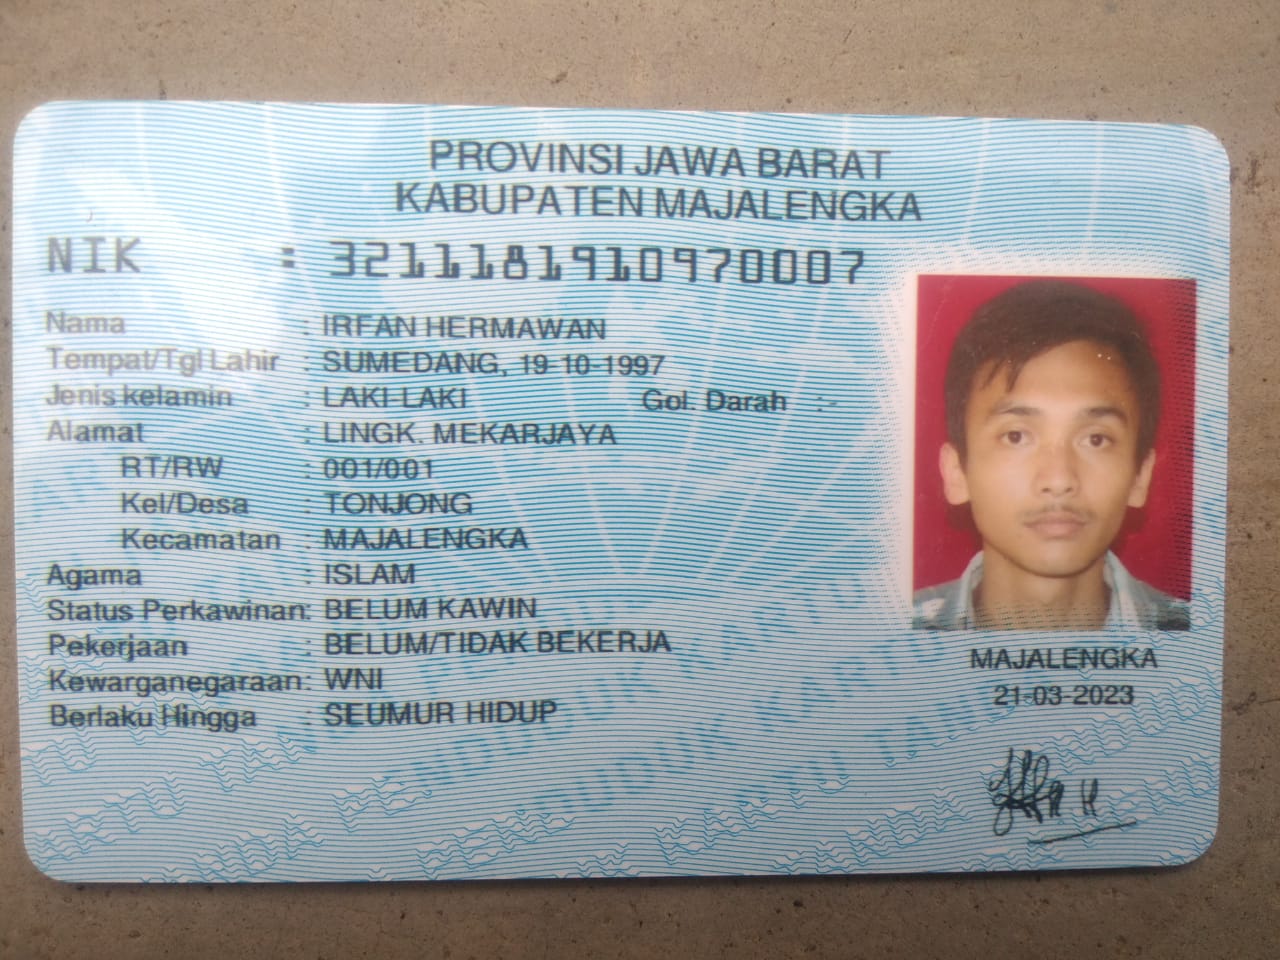 PROVINSI JAWA BARAT
KABUPATEN MAJALENGKA
NIK : 3211181910970007
Nama : IRFAN HERMAWAN
Tempat/Tgl Lahir : SUMEDANG, 19-10-1997
Jenis kelamin : LAKI-LAKI Gol. Darah : -
Alamat : LINGK. MEKARJAYA
RT/RW : 001/001
Kel/Desa : TONJONG
Kecamatan : MAJALENGKA
Agama : ISLAM
Status Perkawinan: BELUM KAWIN
Pekerjaan : BELUM/TIDAK BEKERJA
Kewarganegaraan: WNI
Berlaku Hingga : SEUMUR HIDUP
MAJALENGKA
21-03-2023